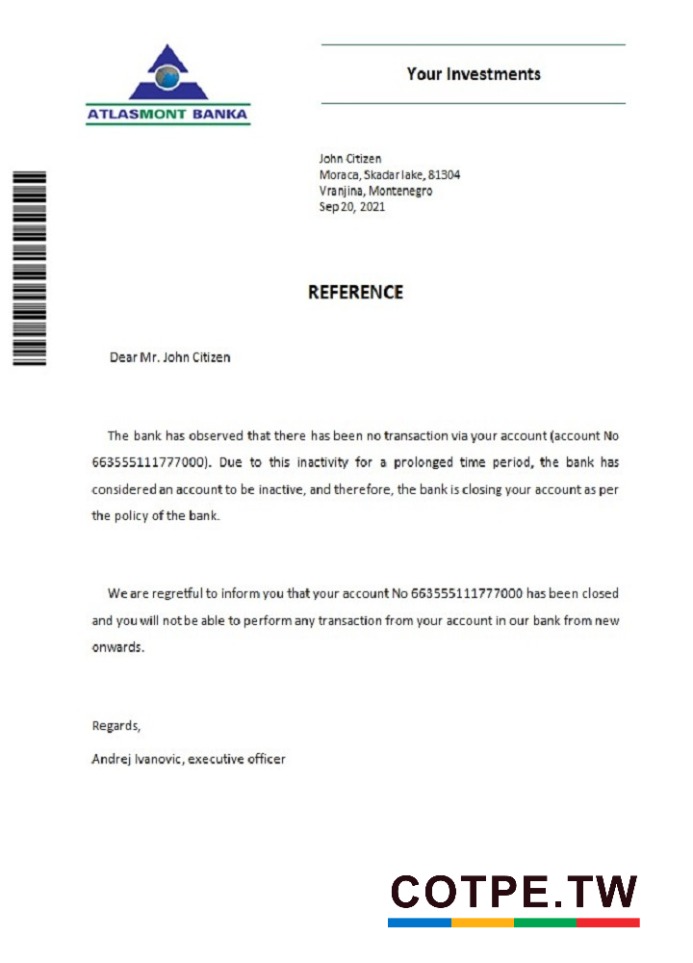 ATLASMONT BANKA
Your Investments
John Citizen
Moraca, Skadar lake, 81304
Vranjina, Montenegro
Sep 20, 2021
REFERENCE
Dear Mr. John Citizen
The bank has observed that there has been no transaction via your account (account No
663555111777000). Due to this inactivity for a prolonged time period, the bank has
considered an account to be inactive, and therefore, the bank is closing your account as per
the policy of the bank.
We are regretful to inform you that your account No 663555111777000 has been closed
and you will not be able to perform any transaction from your account in our bank from new
onwards.
Regards,
Andrej Ivanovic, executive officer
COTPE.TW